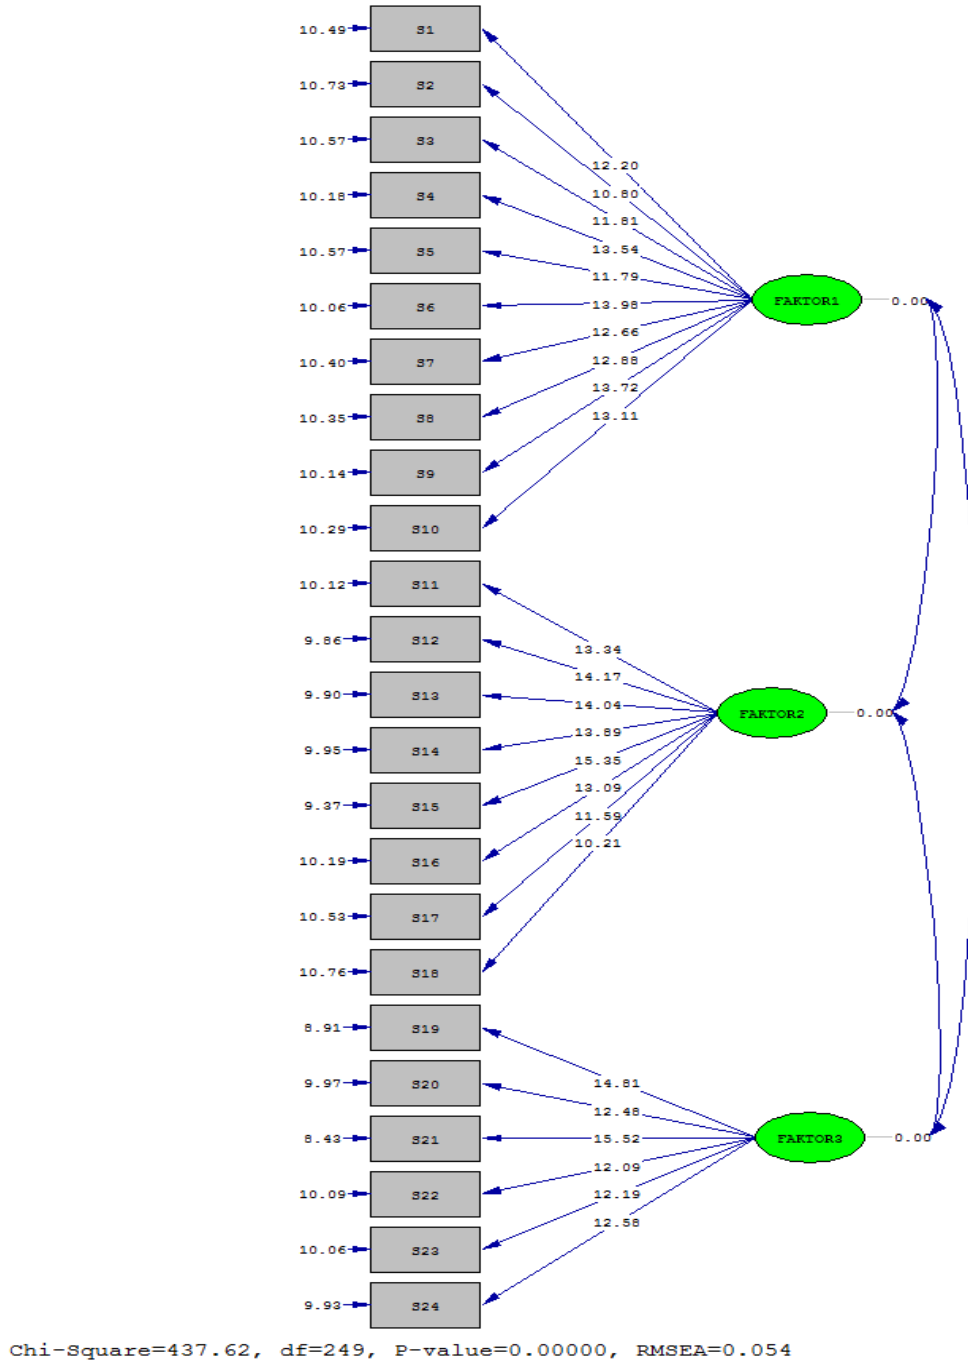 10.49 S1
10.73 S2
10.57 S3
12.20
10.18 S4
10.80
11.81
10.57 S5
13.54
11.79
10.06 S6
13.98
FAKTOR1 0.00
12.66
10.40 S7
12.88
13.72
10.35 S8
13.11
10.14 S9
10.29 S10
10.12 S11
9.86 S12
13.34
14.17
9.90 S13
14.04
FAKTOR2 0.00
13.89
9.95 S14
15.35
13.09
9.37 S15
11.59
10.21
10.19 S16
10.53 S17
10.76 S18
8.91 S19
9.97 S20
14.81
12.48
8.43 S21
15.52
FAKTOR3 0.00
12.09
10.09 S22
12.19
12.58
10.06 S23
9.93 S24
Chi-Square=437.62, df=249, P-value=0.00000, RMSEA=0.054